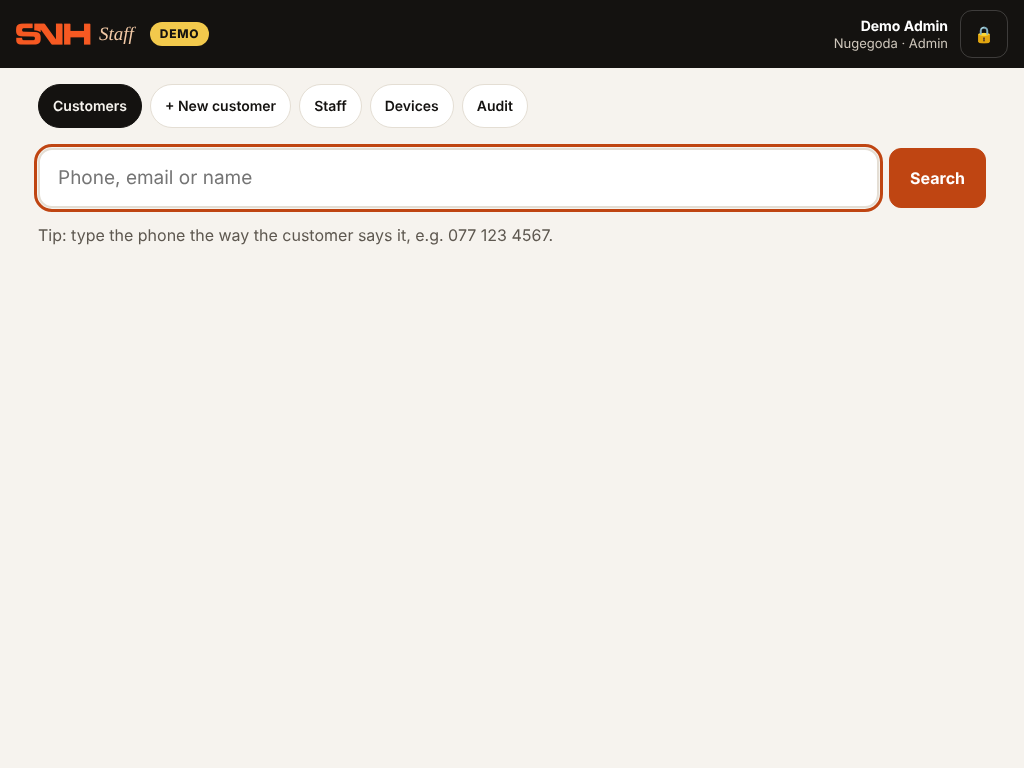 SNH Staff DEMO
Demo Admin
Nugegoda · Admin
Customers
+ New customer
Staff
Devices
Audit
Phone, email or name
Search
Tip: type the phone the way the customer says it, e.g. 077 123 4567.